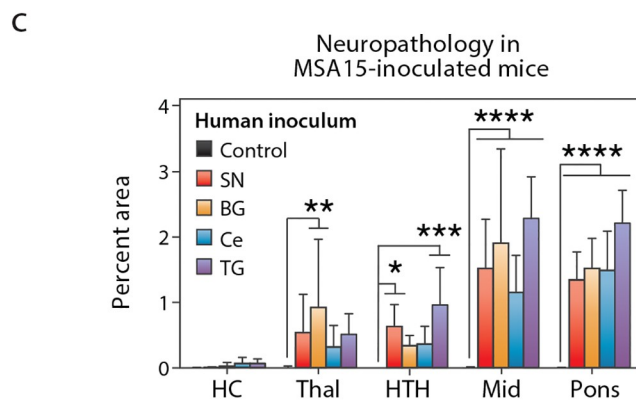 C
Neuropathology in
MSA15-inoculated mice
Percent area
4
3
2
1
0
Human inoculum
Control
SN
BG
Ce
TG
**
*
***
****
****
HC Thal HTH Mid Pons